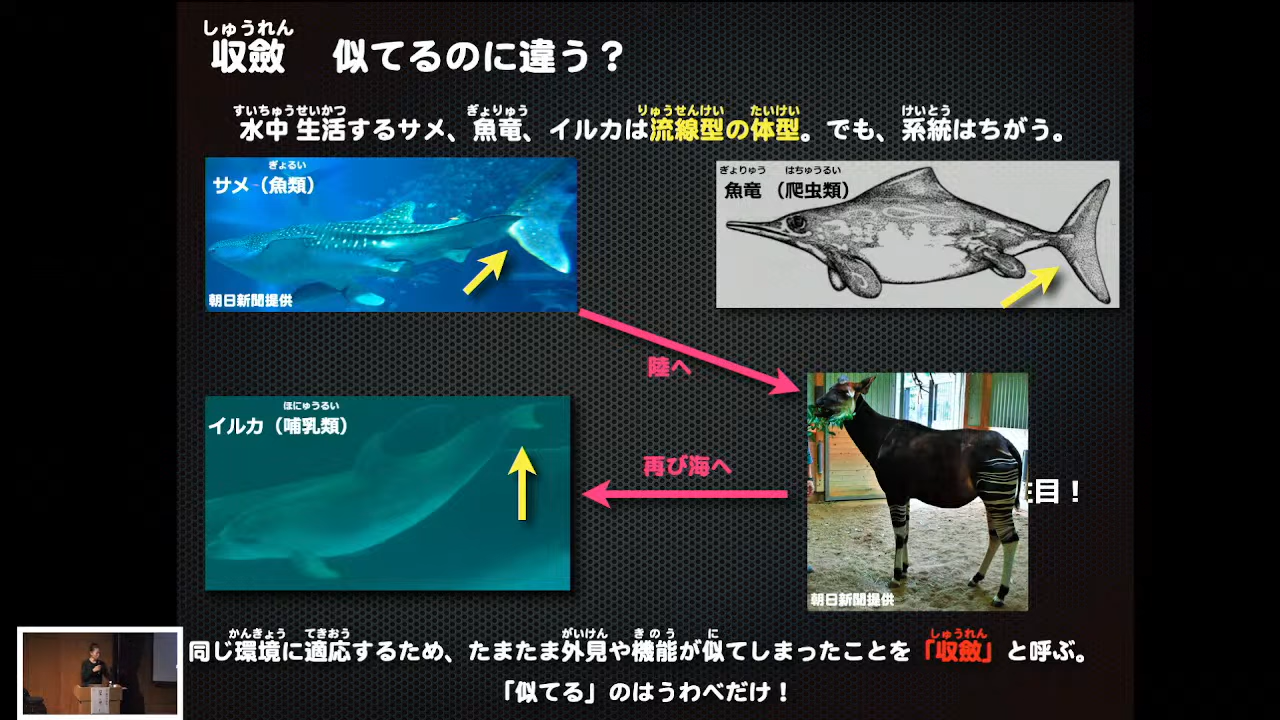 しゅうれん
収斂 似てるのに違う？
すいちゅうせいかつ ぎょりゅう りゅうせんけい たいけい けいとう
水中生活するサメ、魚竜、イルカは流線型の体型。でも、系統はちがう。
ぎょるい
サメ（魚類）
朝日新聞提供
ぎょりゅう はちゅうるい
魚竜（爬虫類）
陸へ
ほにゅうるい
イルカ（哺乳類）
再び海へ
目！
朝日新聞提供
かんきょう てきおう がいけん きのう に しゅうれん
同じ環境に適応するため、たまたま外見や機能が似てしまったことを「収斂」と呼ぶ。
「似てる」のはうわべだけ！